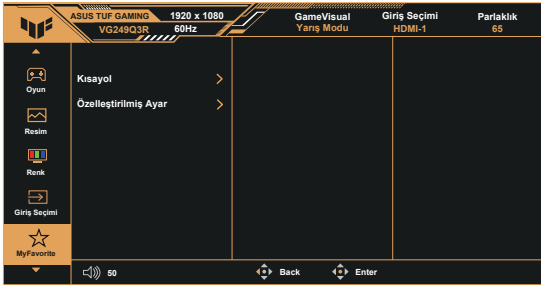 ASUS TUF GAMING 1920 x 1080 GameVisual Giriş Seçimi Parlaklık
VG249Q3R 60Hz Yarış Modu HDMI-1 65
Oyun
Kısayol
Özelleştirilmiş Ayar
Resim
Renk
Giriş Seçimi
MyFavorite
50 Back Enter